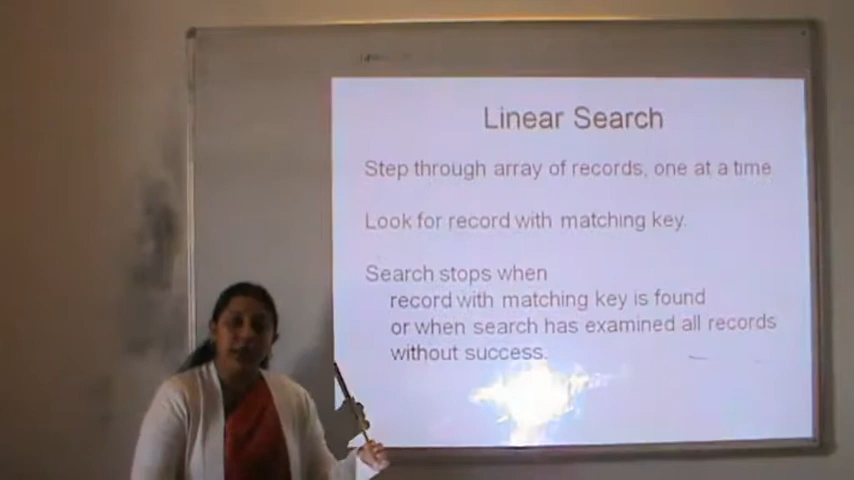 Linear Search
Step through array of records, one at a time
Look for record with matching key.
Search stops when
record with matching key is found
or when search has examined all records
without success.